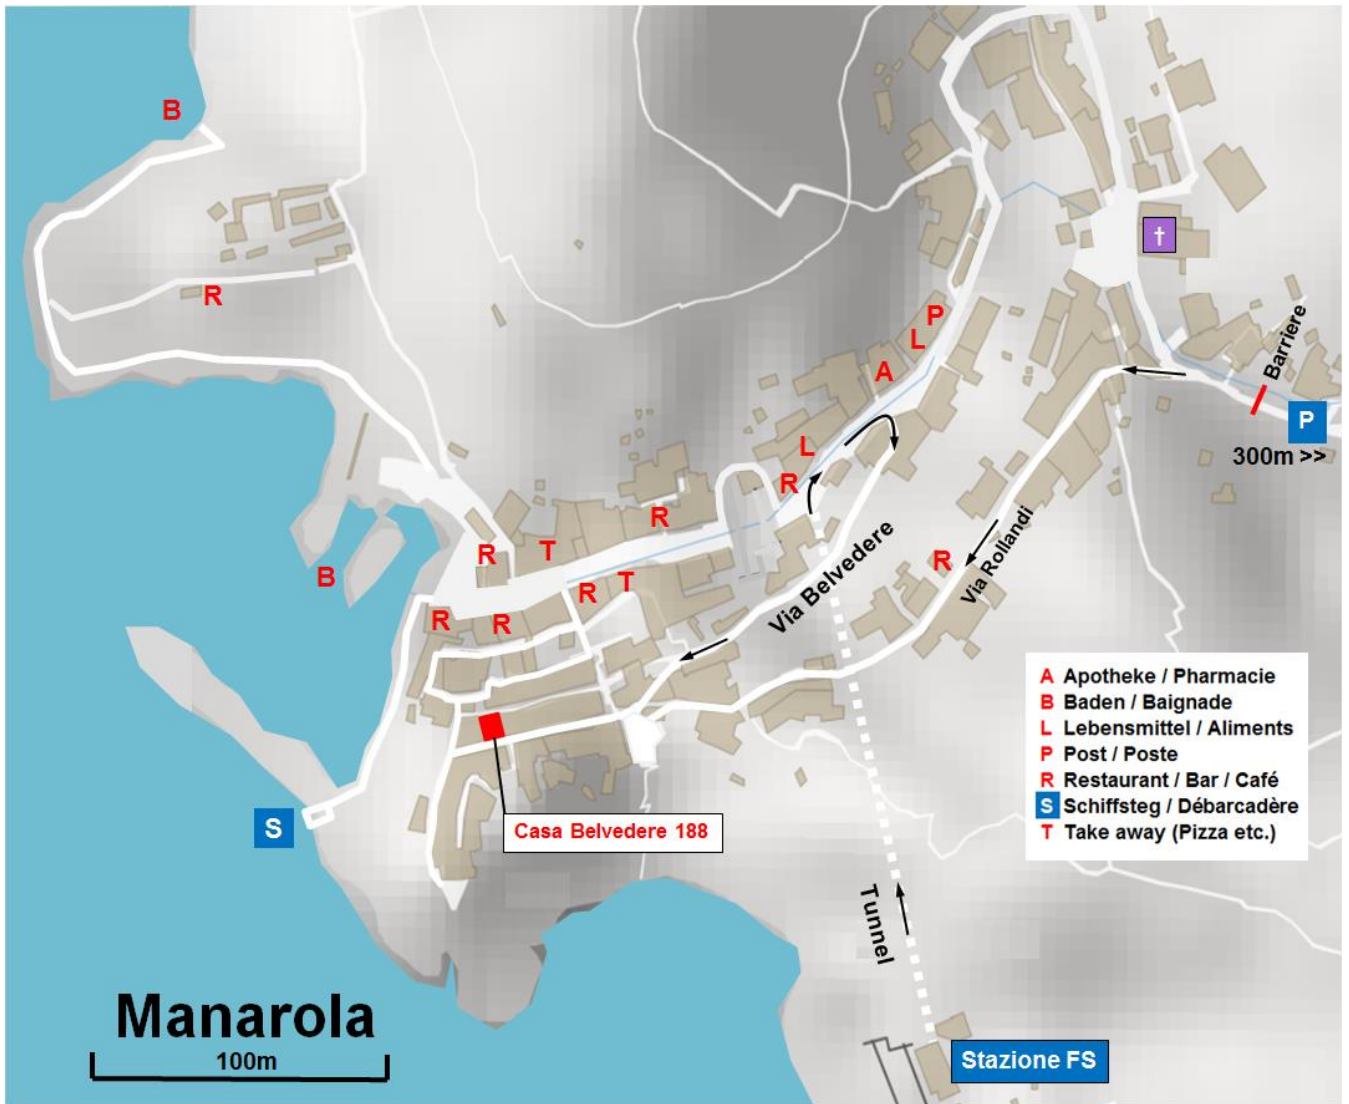 B
†
R
P
L
A
Barriere
P
300m >>
L
R
R
R
T
B
R
T
R
R
R
Via Belvedere
R
Via Rollandi
A Apotheke / Pharmacie
B Baden / Baignade
L Lebensmittel / Aliments
P Post / Poste
R Restaurant / Bar / Café
S Schiffsteg / Débarcadère
T Take away (Pizza etc.)
S
Casa Belvedere 188
Tunnel
Manarola
100m
Stazione FS